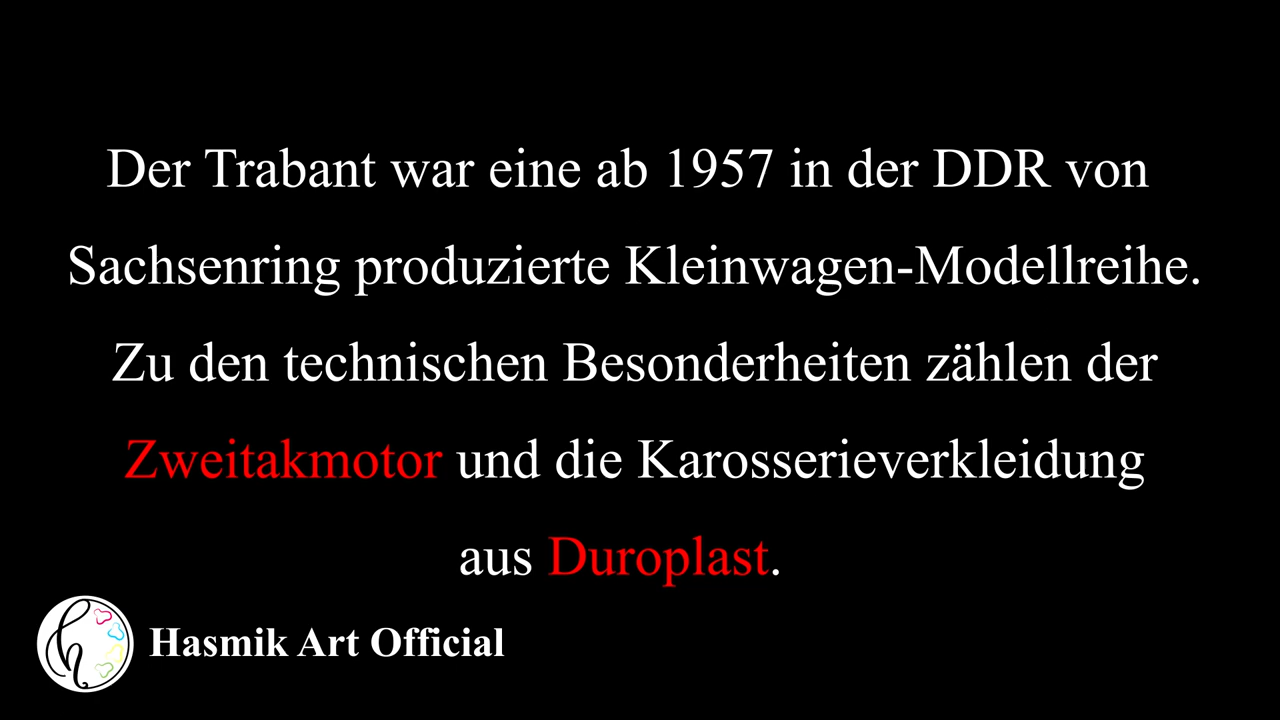 Der Trabant war eine ab 1957 in der DDR von
Sachsenring produzierte Kleinwagen-Modellreihe.
Zu den technischen Besonderheiten zählen der
Zweitakmotor und die Karosserieverkleidung
aus Duroplast.
Hasmik Art Official